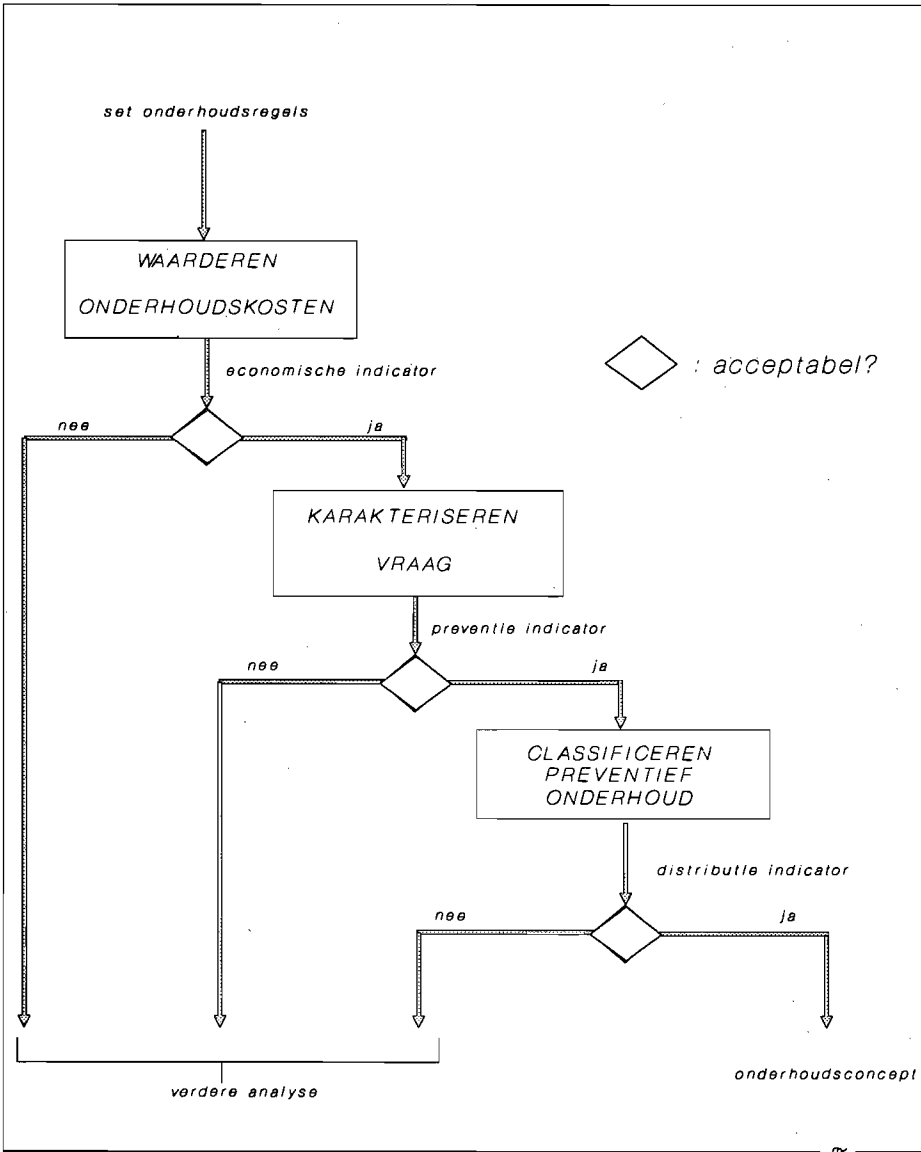 set onderhoudsregels
WAARDEREN
ONDERHOUDSKOSTEN
economische indicator
: acceptabel?
nee
ja
KARAKTERISEREN
VRAAG
preventie indicator
nee
ja
CLASSIFICEREN
PREVENTIEF
ONDERHOUD
distributie indicator
nee
ja
verdere analyse
onderhoudsconcept